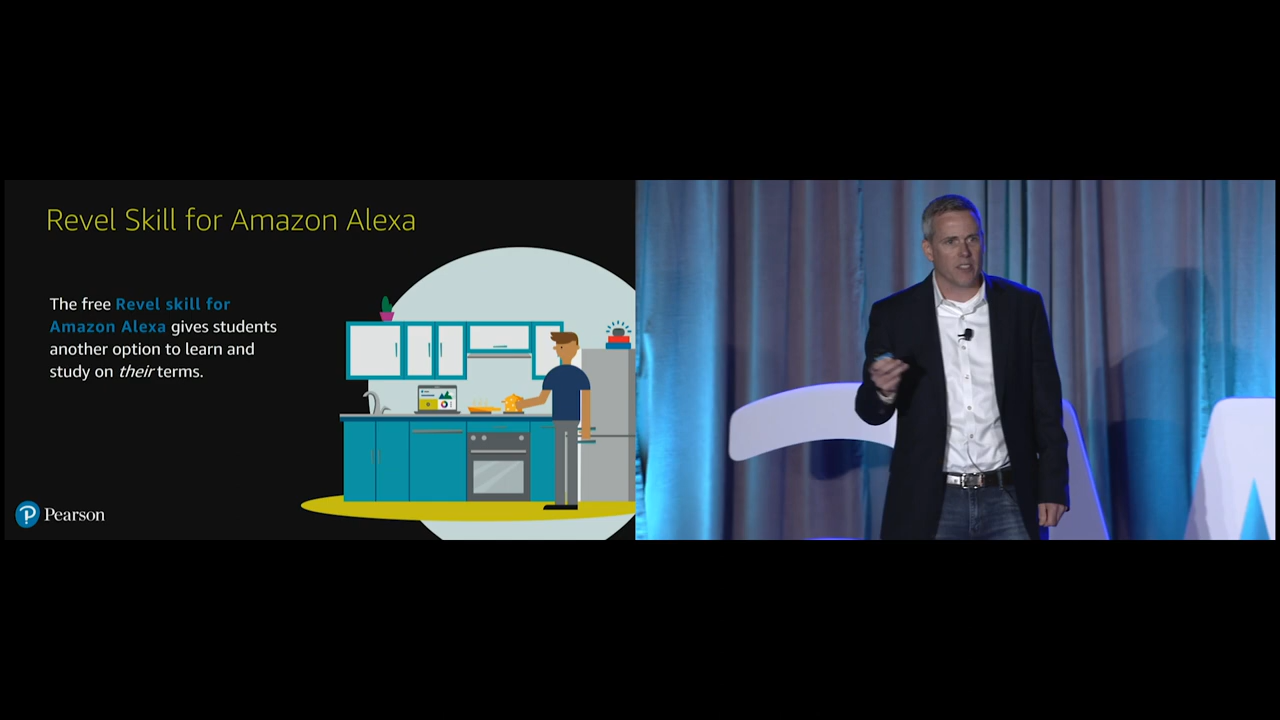 Revel Skill for Amazon Alexa
The free Revel skill for
Amazon Alexa gives students
another option to learn and
study on their terms.
Pearson